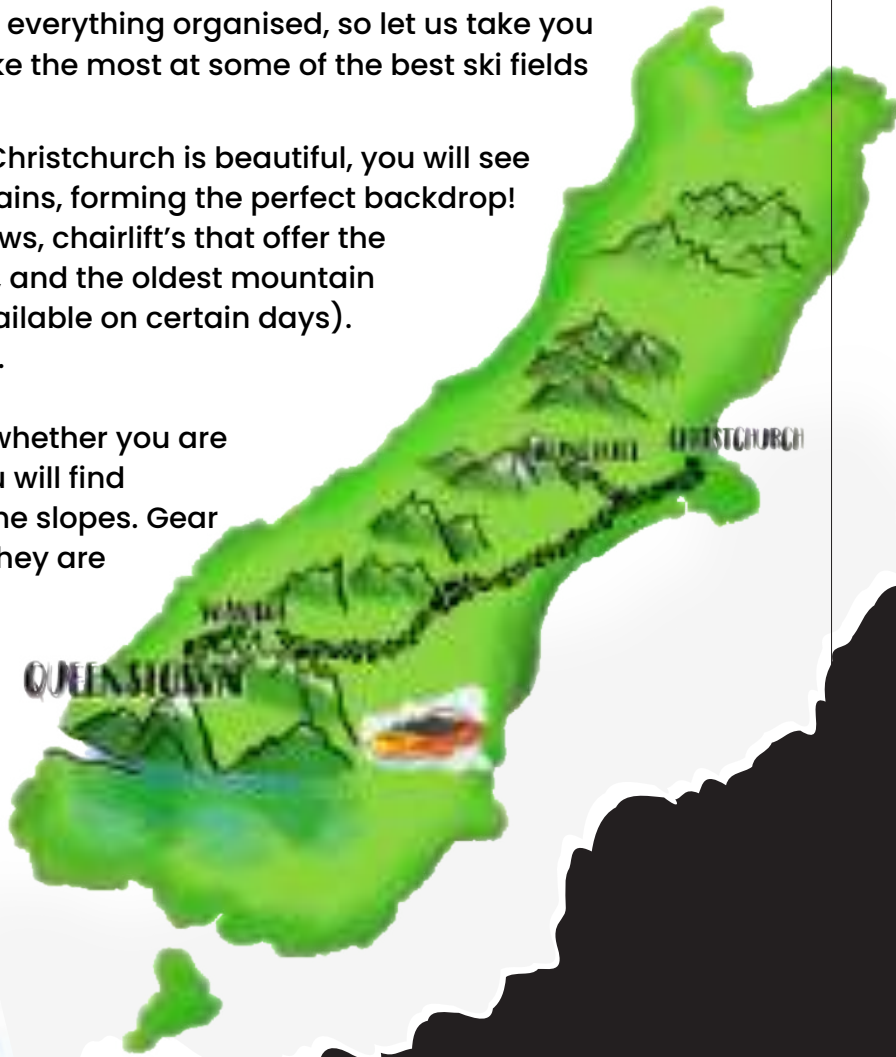 everything organised, so let us take you
ke the most at some of the best ski fields
Christchurch is beautiful, you will see
ains, forming the perfect backdrop!
ws, chairlift's that offer the
, and the oldest mountain
ailable on certain days).
.
whether you are
u will find
he slopes. Gear
hey are
CHRISTCHURCH
WANAKA
QUEENSTOWN